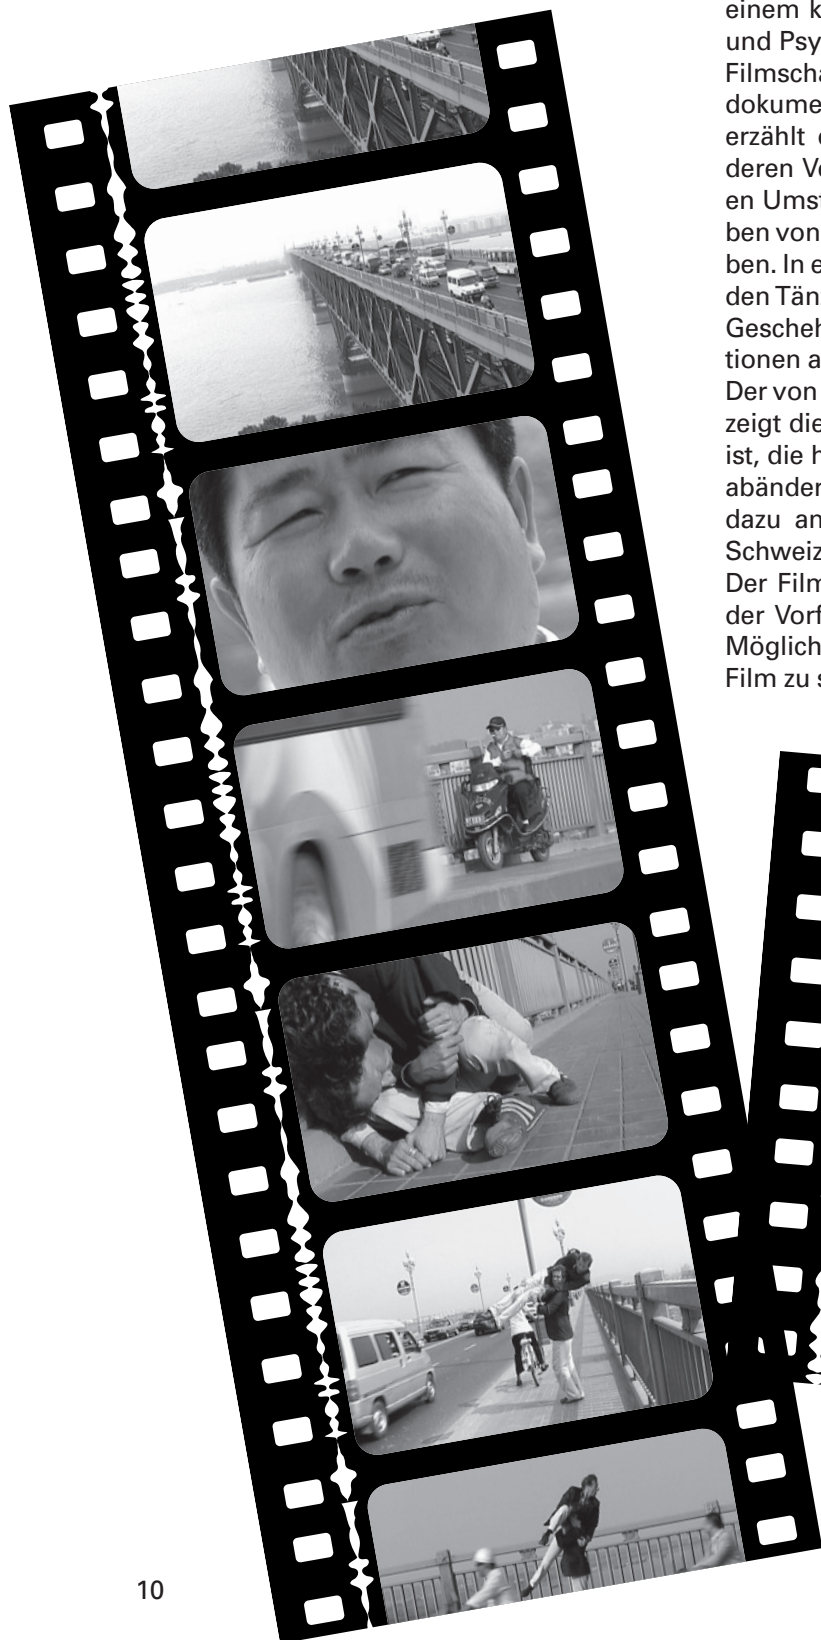 einem k
und Psy
Filmscha
dokume
erzählt
deren Ve
en Umst
ben von
ben. In e
den Tän
Gescheh
tionen a
Der von
zeigt die
ist, die h
abänder
dazu an
Schweiz
Der Film
der Vorf
Möglich
Film zu s
10